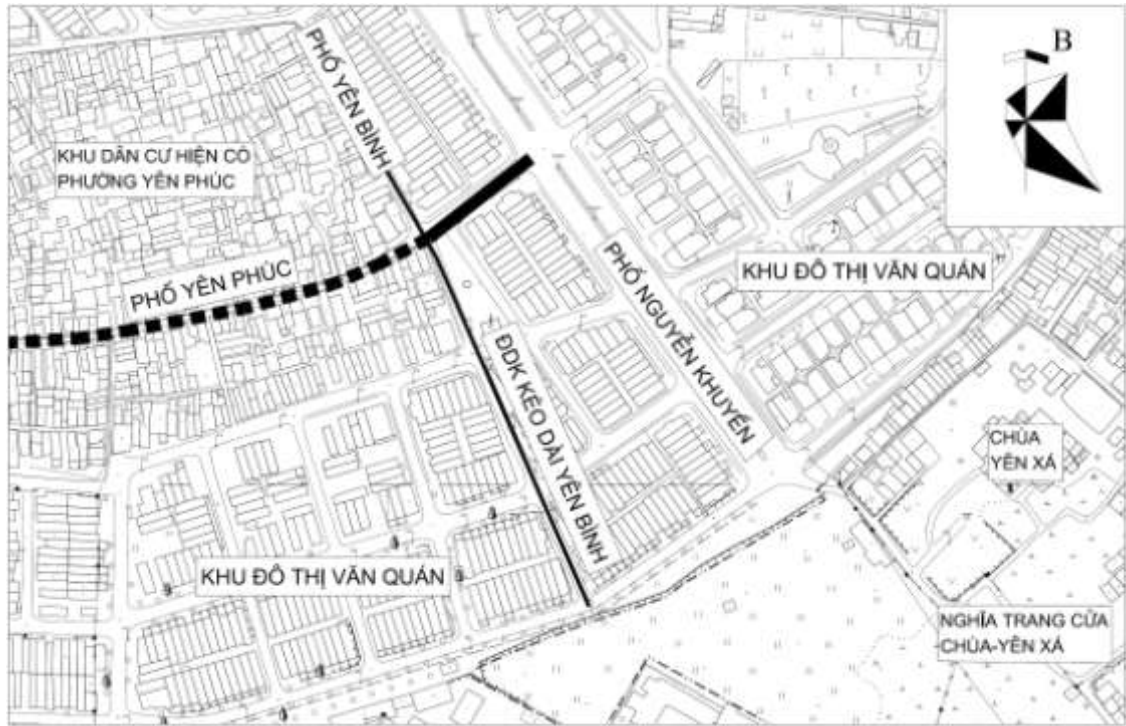 B
PHỐ YÊN BÌNH
KHU DÂN CƯ HIỆN CÓ
PHƯỜNG YÊN PHÚC
PHỐ YÊN PHÚC
PHỐ NGUYỄN KHUYẾN
KHU ĐÔ THỊ VĂN QUÁN
ĐDK KÉO DÀI YÊN BÌNH
CHÙA
YÊN XÁ
KHU ĐÔ THỊ VĂN QUÁN
NGHĨA TRANG CỬA
CHÙA-YÊN XÁ